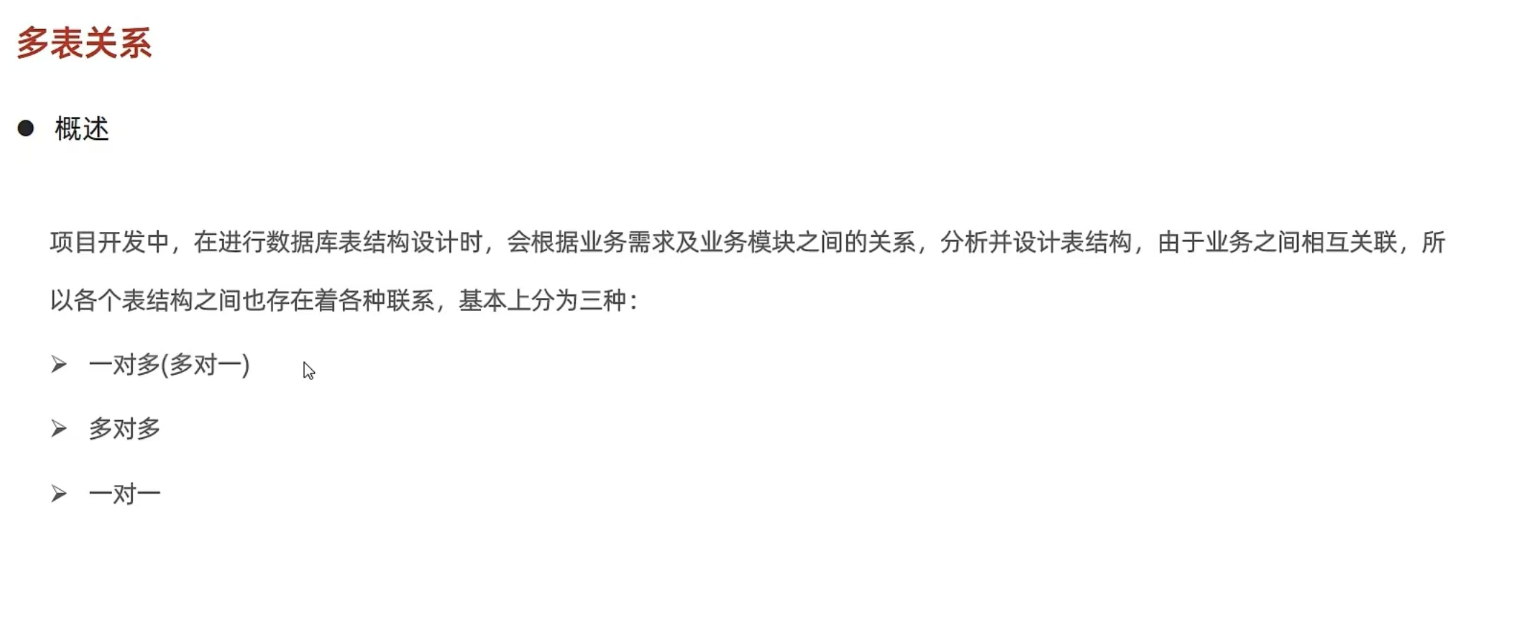 多表关系
● 概述
项目开发中，在进行数据库表结构设计时，会根据业务需求及业务模块之间的关系，分析并设计表结构，由于业务之间相互关联，所
以各个表结构之间也存在着各种联系，基本上分为三种：
➢ 一对多(多对一)
➢ 多对多
➢ 一对一